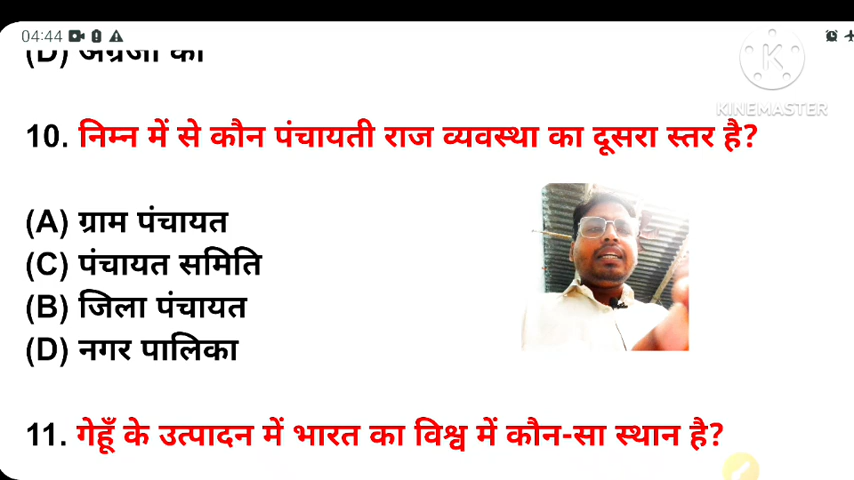 04:44
(D) अंग्रेजों की
KINEMASTER
10. निम्न में से कौन पंचायती राज व्यवस्था का दूसरा स्तर है?
(A) ग्राम पंचायत
(C) पंचायत समिति
(B) जिला पंचायत
(D) नगर पालिका
11. गेहूँ के उत्पादन में भारत का विश्व में कौन-सा स्थान है?